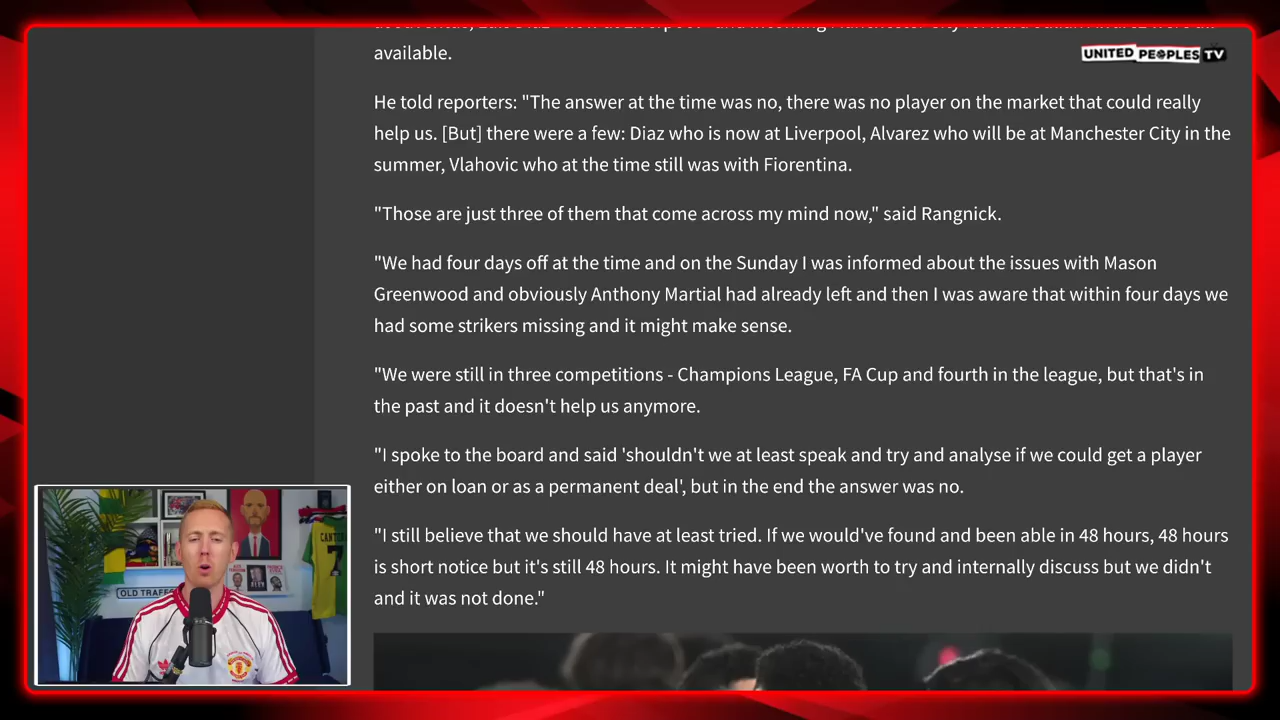 available.
UNITED PEOPLES TV
He told reporters: "The answer at the time was no, there was no player on the market that could really
help us. [But] there were a few: Diaz who is now at Liverpool, Alvarez who will be at Manchester City in the
summer, Vlahovic who at the time still was with Fiorentina.
"Those are just three of them that come across my mind now," said Rangnick.
"We had four days off at the time and on the Sunday I was informed about the issues with Mason
Greenwood and obviously Anthony Martial had already left and then I was aware that within four days we
had some strikers missing and it might make sense.
"We were still in three competitions - Champions League, FA Cup and fourth in the league, but that's in
the past and it doesn't help us anymore.
"I spoke to the board and said 'shouldn't we at least speak and try and analyse if we could get a player
either on loan or as a permanent deal', but in the end the answer was no.
"I still believe that we should have at least tried. If we would've found and been able in 48 hours, 48 hours
is short notice but it's still 48 hours. It might have been worth to try and internally discuss but we didn't
and it was not done."
OLD TRAFF
7